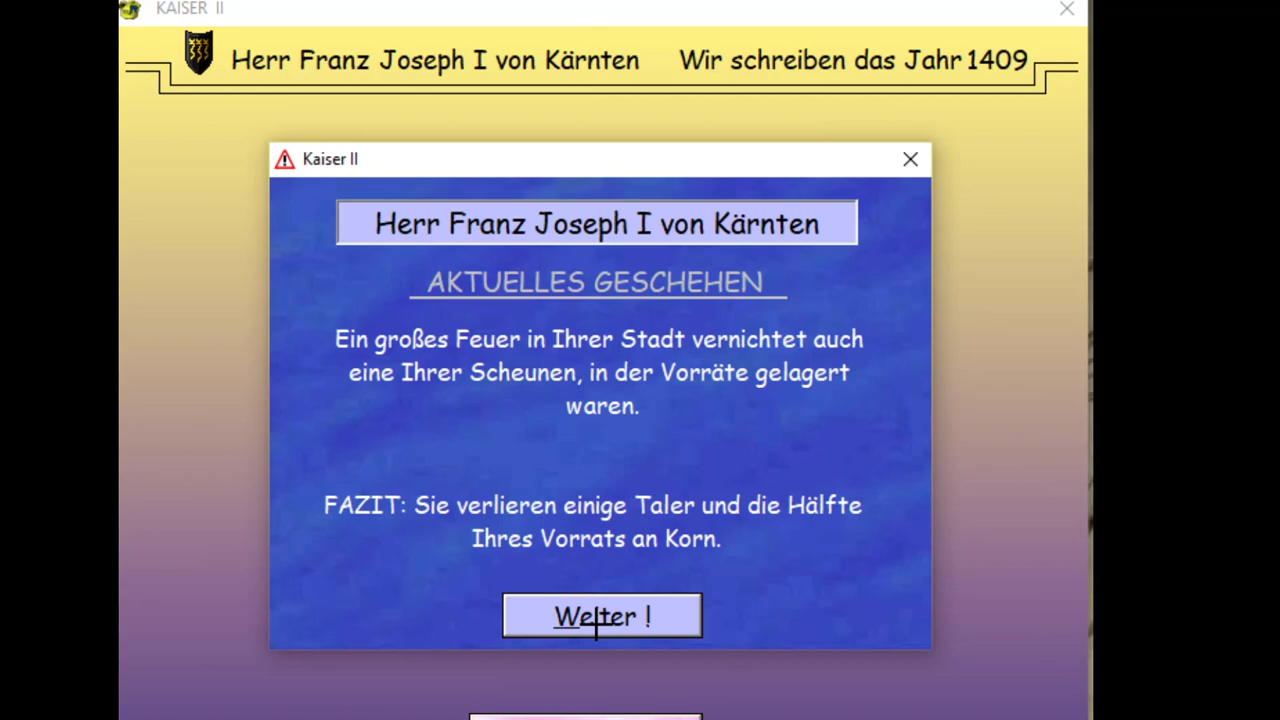 KAISER II
Herr Franz Joseph I von Kärnten Wir schreiben das Jahr 1409
Kaiser II
Herr Franz Joseph I von Kärnten
AKTUELLES GESCHEHEN
Ein großes Feuer in Ihrer Stadt vernichtet auch
eine Ihrer Scheunen, in der Vorräte gelagert
waren.
FAZIT: Sie verlieren einige Taler und die Hälfte
Ihres Vorrats an Korn.
Weiter !